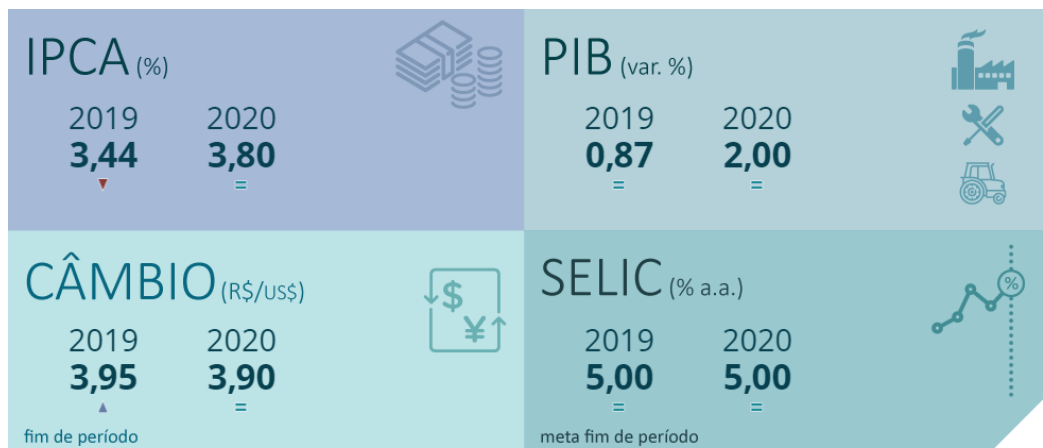 IPCA (%)
2019 2020
3,44 3,80
▼ =
PIB (var. %)
2019 2020
0,87 2,00
= =
CÂMBIO (R$/US$)
$
¥
2019 2020
3,95 3,90
▲ =
fim de período
SELIC (% a.a.)
%
2019 2020
5,00 5,00
= =
meta fim de período